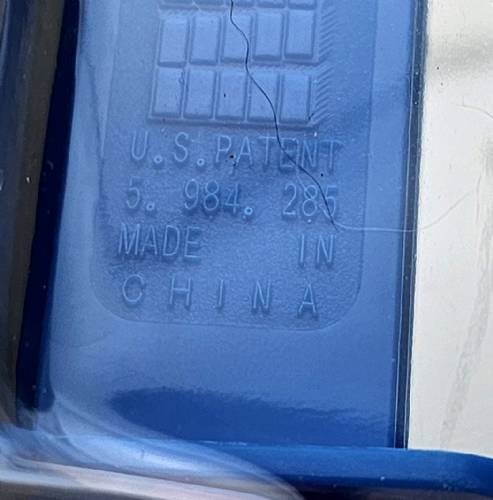 U.S.PATENT
5. 984. 285
MADE IN
CHINA